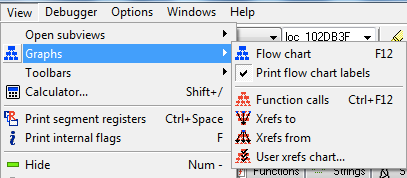 View Debugger Options Windows Help
Open subviews
Graphs
Toolbars
Calculator... Shift+/
Print segment registers Ctrl+Space
Print internal flags F
Hide Num -
loc_102DB3F
Flow chart F12
Print flow chart labels
Function calls Ctrl+F12
Xrefs to
Xrefs from
User xrefs chart...
Functions Strings